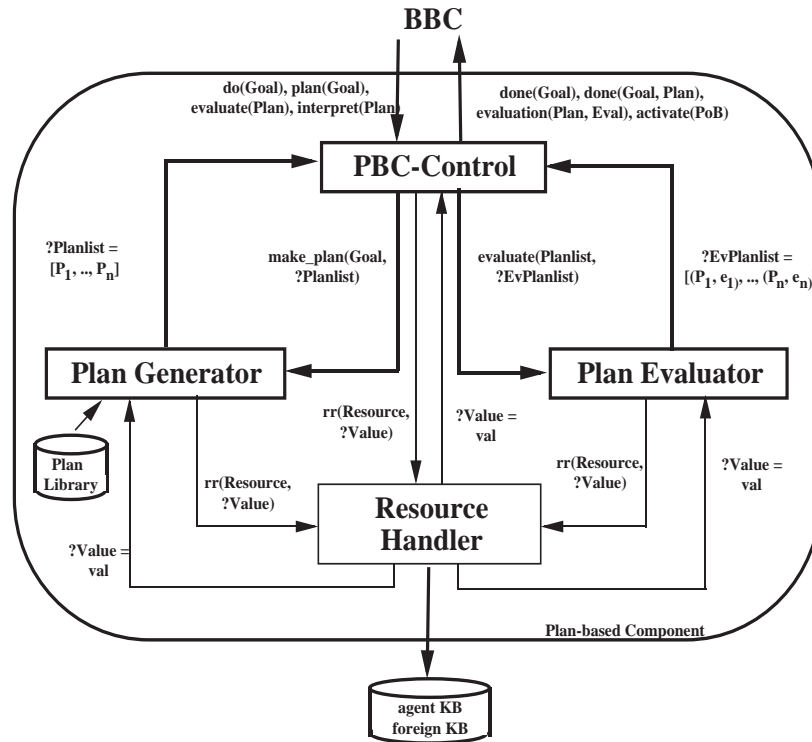 BBC
do(Goal), plan(Goal),
evaluate(Plan), interpret(Plan)
done(Goal), done(Goal, Plan),
evaluation(Plan, Eval), activate(PoB)
PBC-Control
?Planlist =
[P1, .., Pn]
make_plan(Goal,
?Planlist)
evaluate(Planlist,
?EvPlanlist)
?EvPlanlist =
[(P1, e1), .., (Pn, en)
Plan Generator
Plan Evaluator
Plan
Library
rr(Resource,
?Value)
?Value =
val
rr(Resource,
?Value)
rr(Resource,
?Value)
?Value =
val
Resource
Handler
?Value =
val
Plan-based Component
agent KB
foreign KB